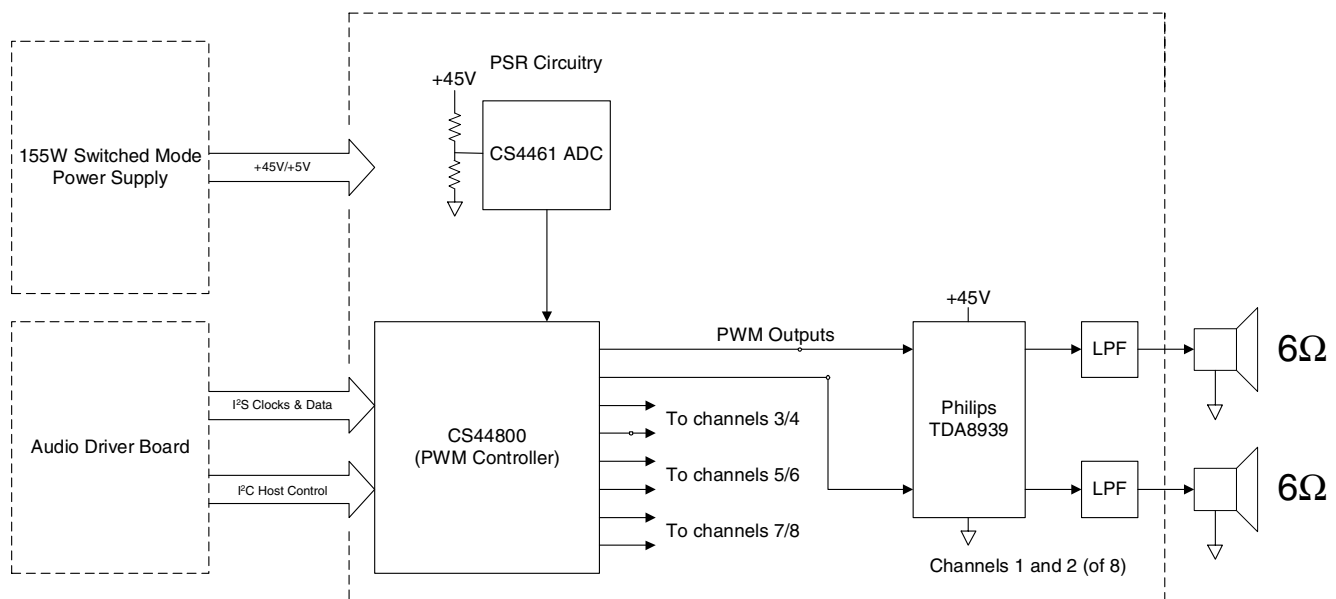 PSR Circuitry
+45V
CS4461 ADC
155W Switched Mode
Power Supply
+45V/+5V
+45V
PWM Outputs
LPF
6Ω
I²S Clocks & Data
To channels 3/4
Audio Driver Board
CS44800
(PWM Controller)
Philips
TDA8939
To channels 5/6
I²C Host Control
LPF
6Ω
To channels 7/8
Channels 1 and 2 (of 8)